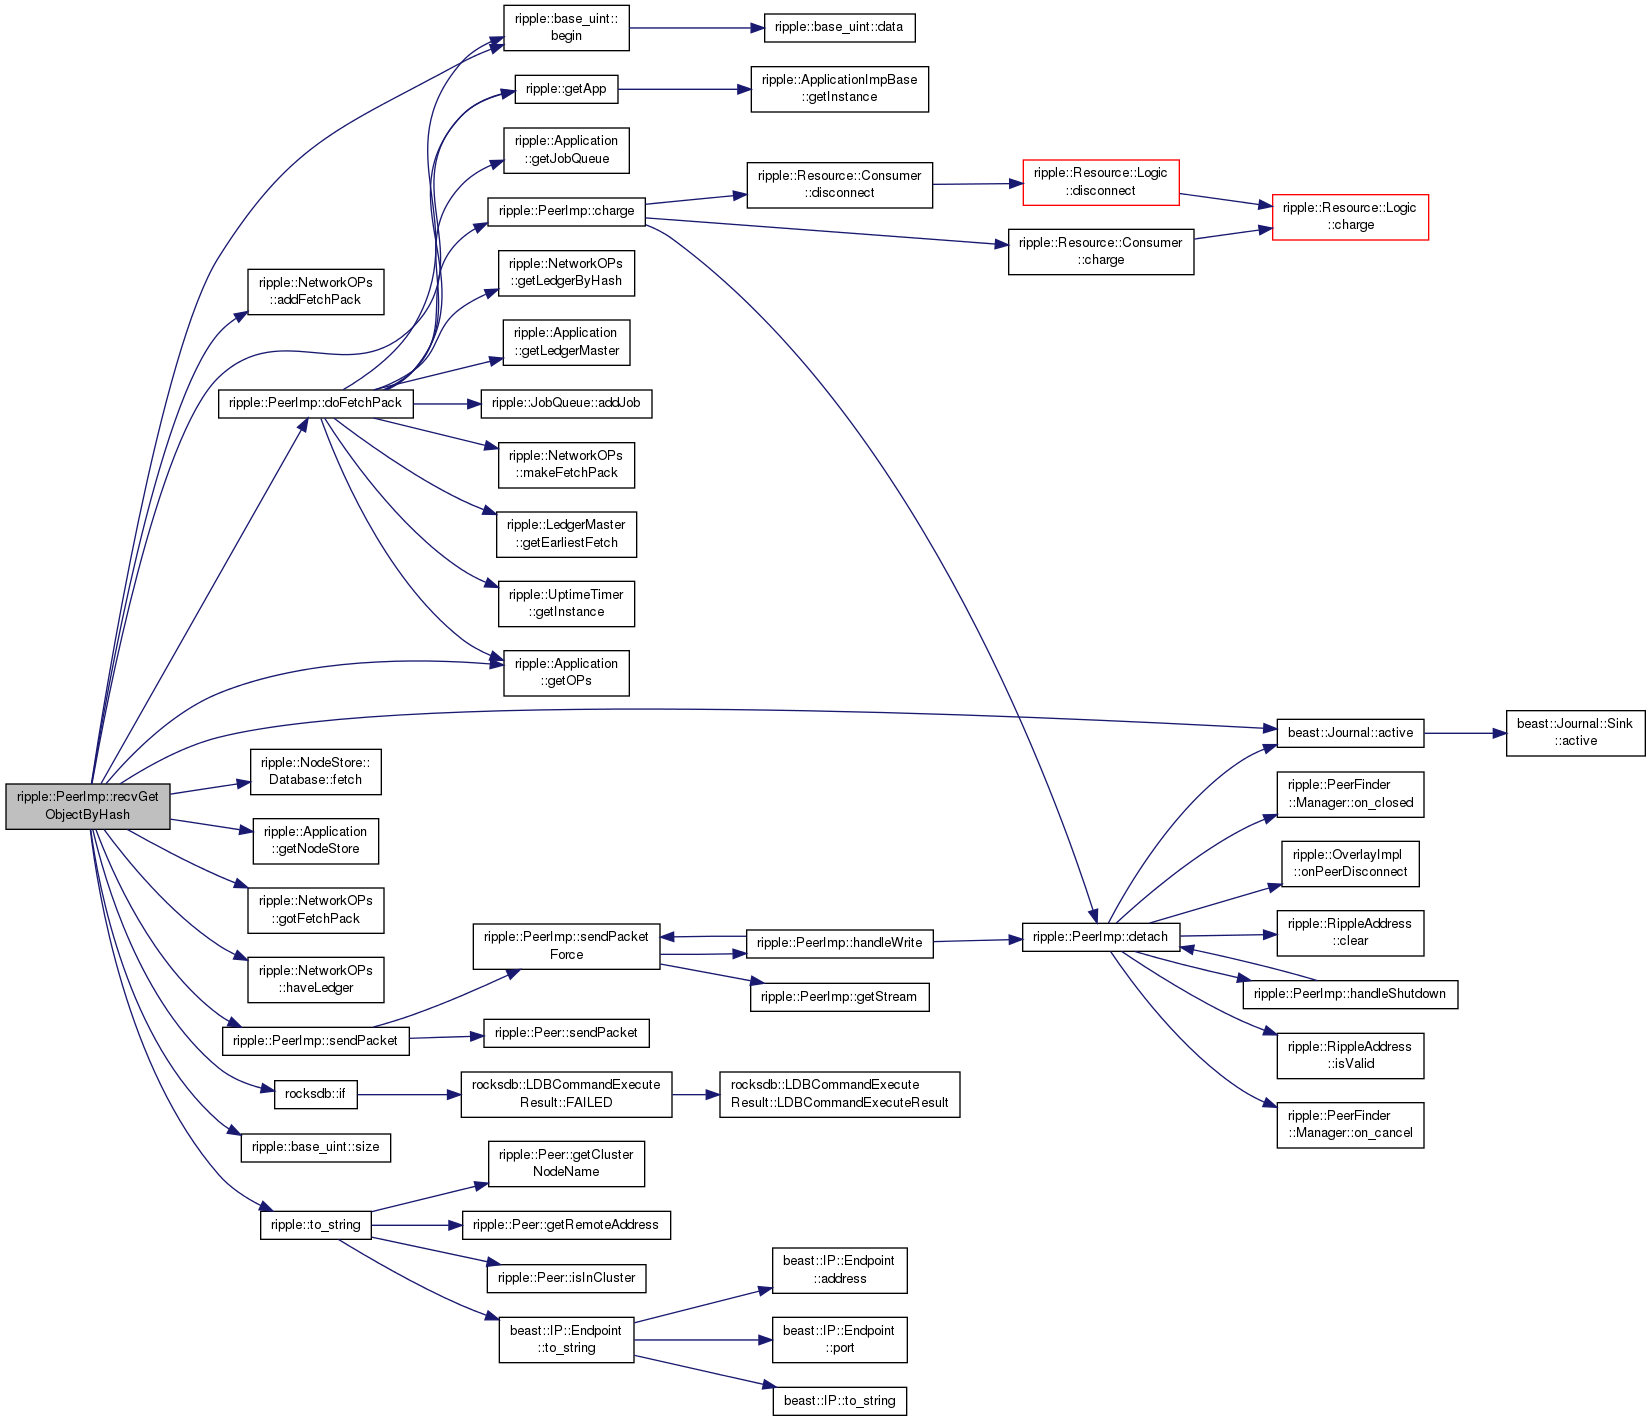 ripple::PeerImp::recvGet
ObjectByHash
ripple::NetworkOPs
::addFetchPack
ripple::PeerImp::doFetchPack
ripple::NodeStore::
Database::fetch
ripple::Application
::getNodeStore
ripple::NetworkOPs
::gotFetchPack
ripple::NetworkOPs
::haveLedger
ripple::PeerImp::sendPacket
rocksdb::if
ripple::base_uint::size
ripple::to_string
ripple::base_uint::
begin
ripple::getApp
ripple::Application
::getJobQueue
ripple::PeerImp::charge
ripple::NetworkOPs
::getLedgerByHash
ripple::Application
::getLedgerMaster
ripple::JobQueue::addJob
ripple::NetworkOPs
::makeFetchPack
ripple::LedgerMaster
::getEarliestFetch
ripple::UptimeTimer
::getInstance
ripple::Application
::getOPs
ripple::PeerImp::sendPacket
Force
ripple::Peer::sendPacket
rocksdb::LDBCommandExecute
Result::FAILED
ripple::Peer::getCluster
NodeName
ripple::Peer::getRemoteAddress
ripple::Peer::isInCluster
beast::IP::Endpoint
::to_string
ripple::base_uint::data
ripple::ApplicationImpBase
::getInstance
ripple::Resource::Consumer
::disconnect
ripple::PeerImp::handleWrite
ripple::PeerImp::getStream
rocksdb::LDBCommandExecute
Result::LDBCommandExecuteResult
beast::IP::Endpoint
::address
beast::IP::Endpoint
::port
beast::IP::to_string
ripple::Resource::Logic
::disconnect
ripple::Resource::Consumer
::charge
ripple::PeerImp::detach
ripple::Resource::Logic
::charge
beast::Journal::active
ripple::PeerFinder
::Manager::on_closed
ripple::OverlayImpl
::onPeerDisconnect
ripple::RippleAddress
::clear
ripple::PeerImp::handleShutdown
ripple::RippleAddress
::isValid
ripple::PeerFinder
::Manager::on_cancel
beast::Journal::Sink
::active